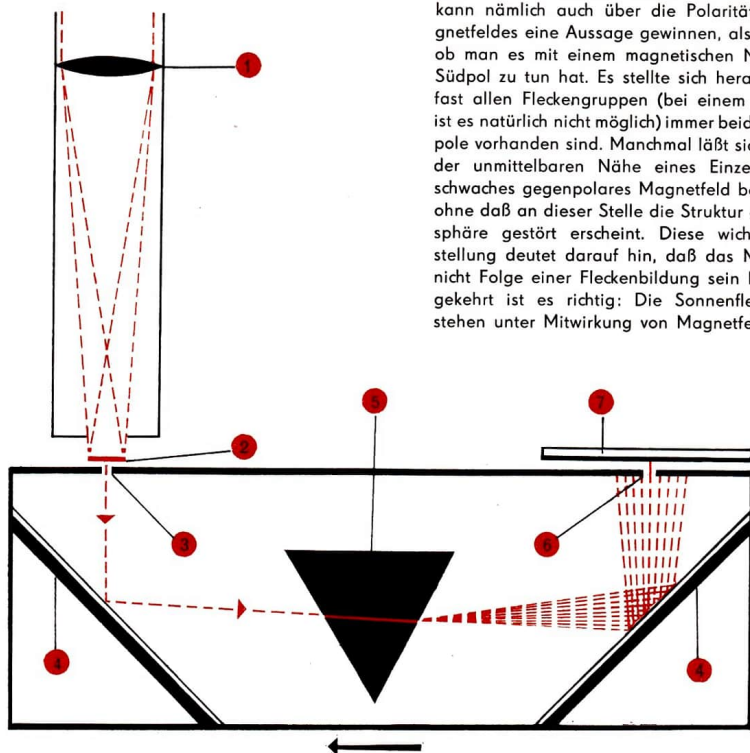 kann nämlich auch über die Polarität
gnetfeldes eine Aussage gewinnen, als
ob man es mit einem magnetischen N
Südpol zu tun hat. Es stellte sich hera
fast allen Fleckengruppen (bei einem
ist es natürlich nicht möglich) immer beid
pole vorhanden sind. Manchmal läßt sic
der unmittelbaren Nähe eines Einze
schwaches gegenpolares Magnetfeld be
ohne daß an dieser Stelle die Struktur
sphäre gestört erscheint. Diese wich
stellung deutet darauf hin, daß das N
nicht Folge einer Fleckenbildung sein
gekehrt ist es richtig: Die Sonnenfle
stehen unter Mitwirkung von Magnetfe
1
5
7
2
3
6
4
4